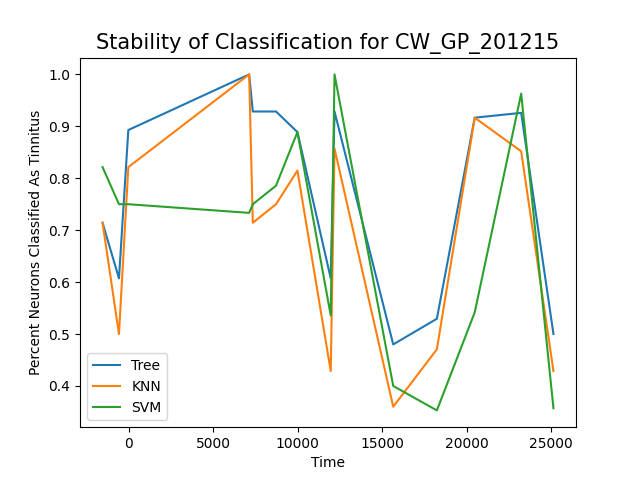 Stability of Classification for CW_GP_201215
Percent Neurons Classified As Tinnitus
1.0
0.9
0.8
0.7
0.6
0.5
0.4
Tree
KNN
SVM
0 5000 10000 15000 20000 25000
Time